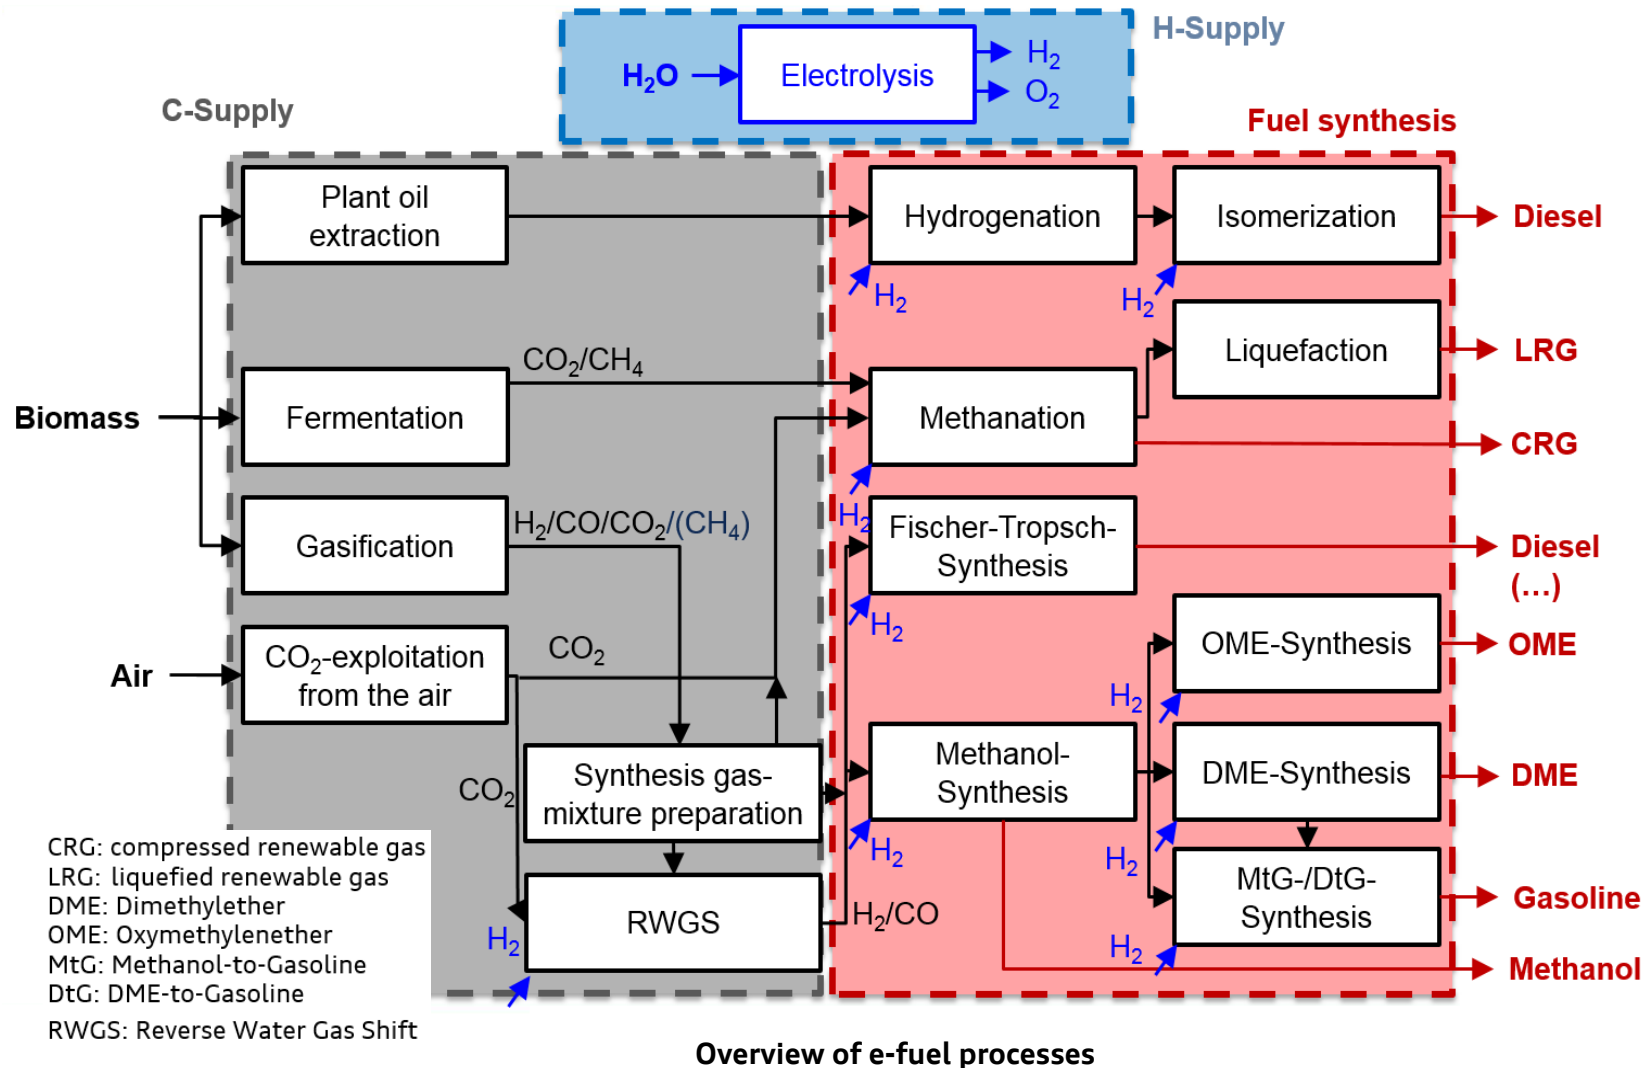 H-Supply
H₂O
Electrolysis
H₂
O₂
C-Supply
Fuel synthesis
Plant oil
extraction
Hydrogenation
Isomerization
Diesel
H₂
H₂
Liquefaction
LRG
CO₂/CH₄
Biomass
Fermentation
Methanation
CRG
H₂
Gasification
H₂/CO/CO₂/(CH₄)
Fischer-Tropsch-
Synthesis
Diesel
(...)
H₂
Air
CO₂-exploitation
from the air
CO₂
OME-Synthesis
OME
H₂
CO₂
Synthesis gas-
mixture preparation
Methanol-
Synthesis
DME-Synthesis
DME
H₂
H₂
RWGS
H₂
H₂/CO
MtG-/DtG-
Synthesis
Gasoline
H₂
Methanol
CRG: compressed renewable gas
LRG: liquefied renewable gas
DME: Dimethylether
OME: Oxymethylenether
MtG: Methanol-to-Gasoline
DtG: DME-to-Gasoline
RWGS: Reverse Water Gas Shift
Overview of e-fuel processes